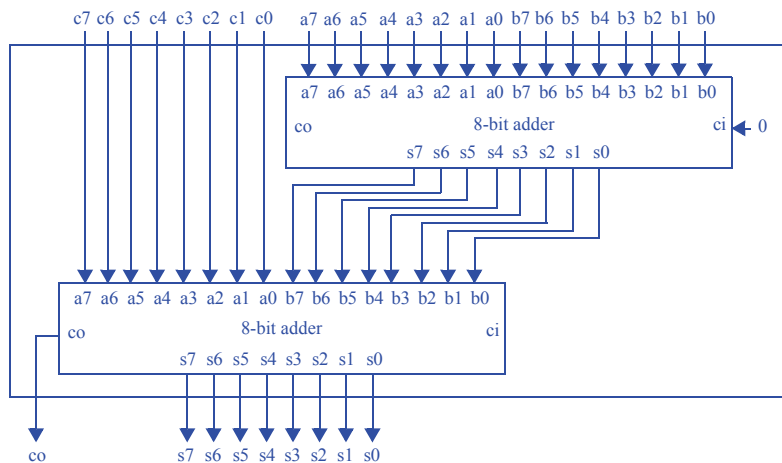 c7 c6 c5 c4 c3 c2 c1 c0 a7 a6 a5 a4 a3 a2 a1 a0 b7 b6 b5 b4 b3 b2 b1 b0
a7 a6 a5 a4 a3 a2 a1 a0 b7 b6 b5 b4 b3 b2 b1 b0
co 8-bit adder ci 0
s7 s6 s5 s4 s3 s2 s1 s0
a7 a6 a5 a4 a3 a2 a1 a0 b7 b6 b5 b4 b3 b2 b1 b0
co 8-bit adder ci
s7 s6 s5 s4 s3 s2 s1 s0
co s7 s6 s5 s4 s3 s2 s1 s0